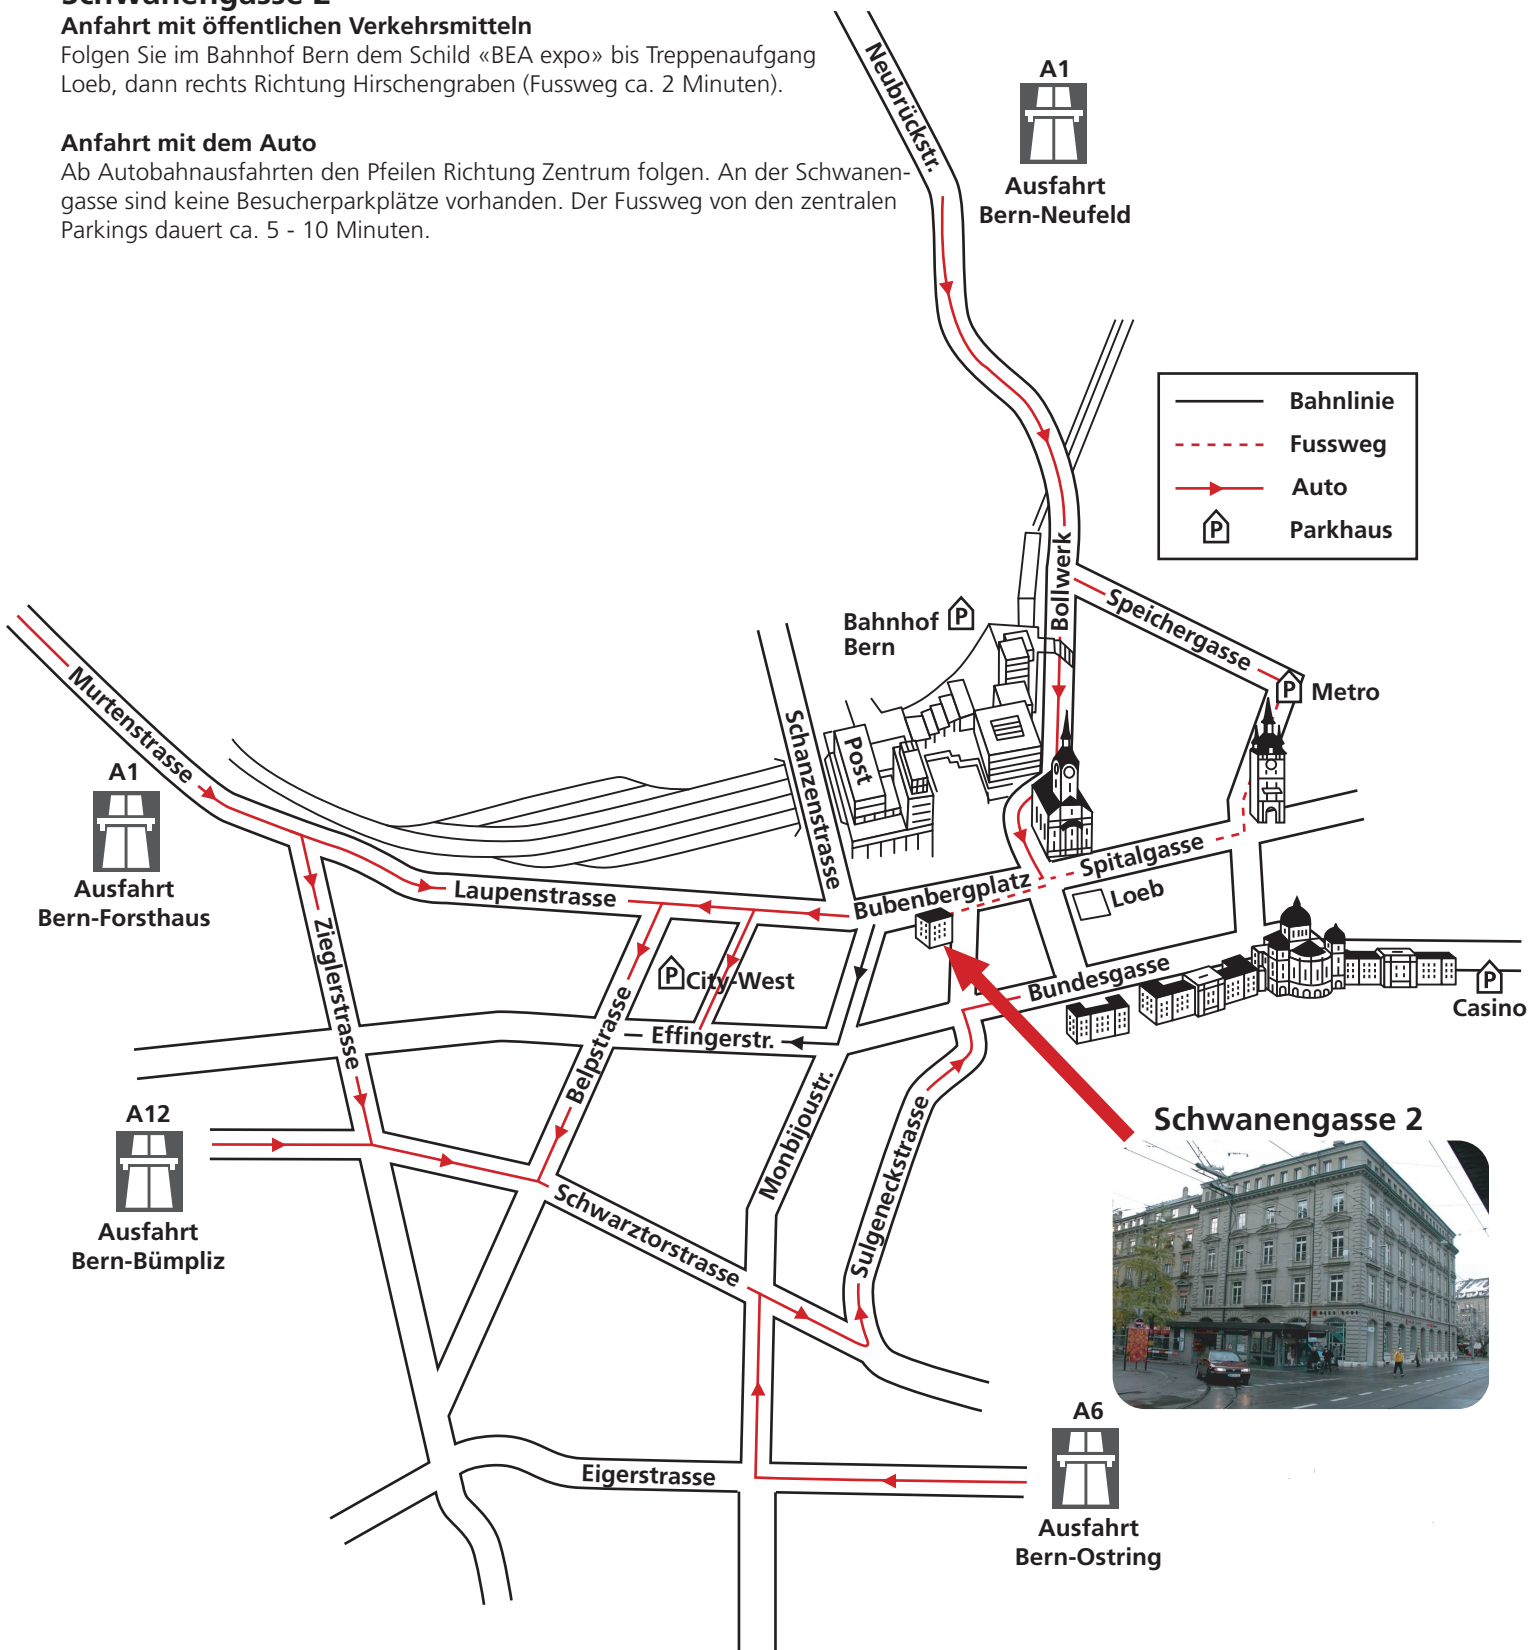 Schwanengasse 2
Anfahrt mit öffentlichen Verkehrsmitteln
Folgen Sie im Bahnhof Bern dem Schild «BEA expo» bis Treppenaufgang
Loeb, dann rechts Richtung Hirschengraben (Fussweg ca. 2 Minuten).
Anfahrt mit dem Auto
Ab Autobahnausfahrten den Pfeilen Richtung Zentrum folgen. An der Schwanen-
gasse sind keine Besucherparkplätze vorhanden. Der Fussweg von den zentralen
Parkings dauert ca. 5 - 10 Minuten.
Neubrückstr.
A1
Ausfahrt
Bern-Neufeld
Bahnlinie
Fussweg
Auto
P
Parkhaus
Bollwerk
Speichergasse
Bahnhof
Bern
P
P
Metro
Murtenstrasse
Schanzenstrasse
Post
A1
Ausfahrt
Bern-Forsthaus
Laupenstrasse
Bubenbergplatz
Spitalgasse
Loeb
Zieglerstrasse
P
City-West
Bundesgasse
P
Casino
Effingerstr.
Belpstrasse
Monbijoustr.
Sulgeneckstrasse
A12
Ausfahrt
Bern-Bümpliz
Schwanengasse 2
Schwarztorstrasse
Eigerstrasse
A6
Ausfahrt
Bern-Ostring